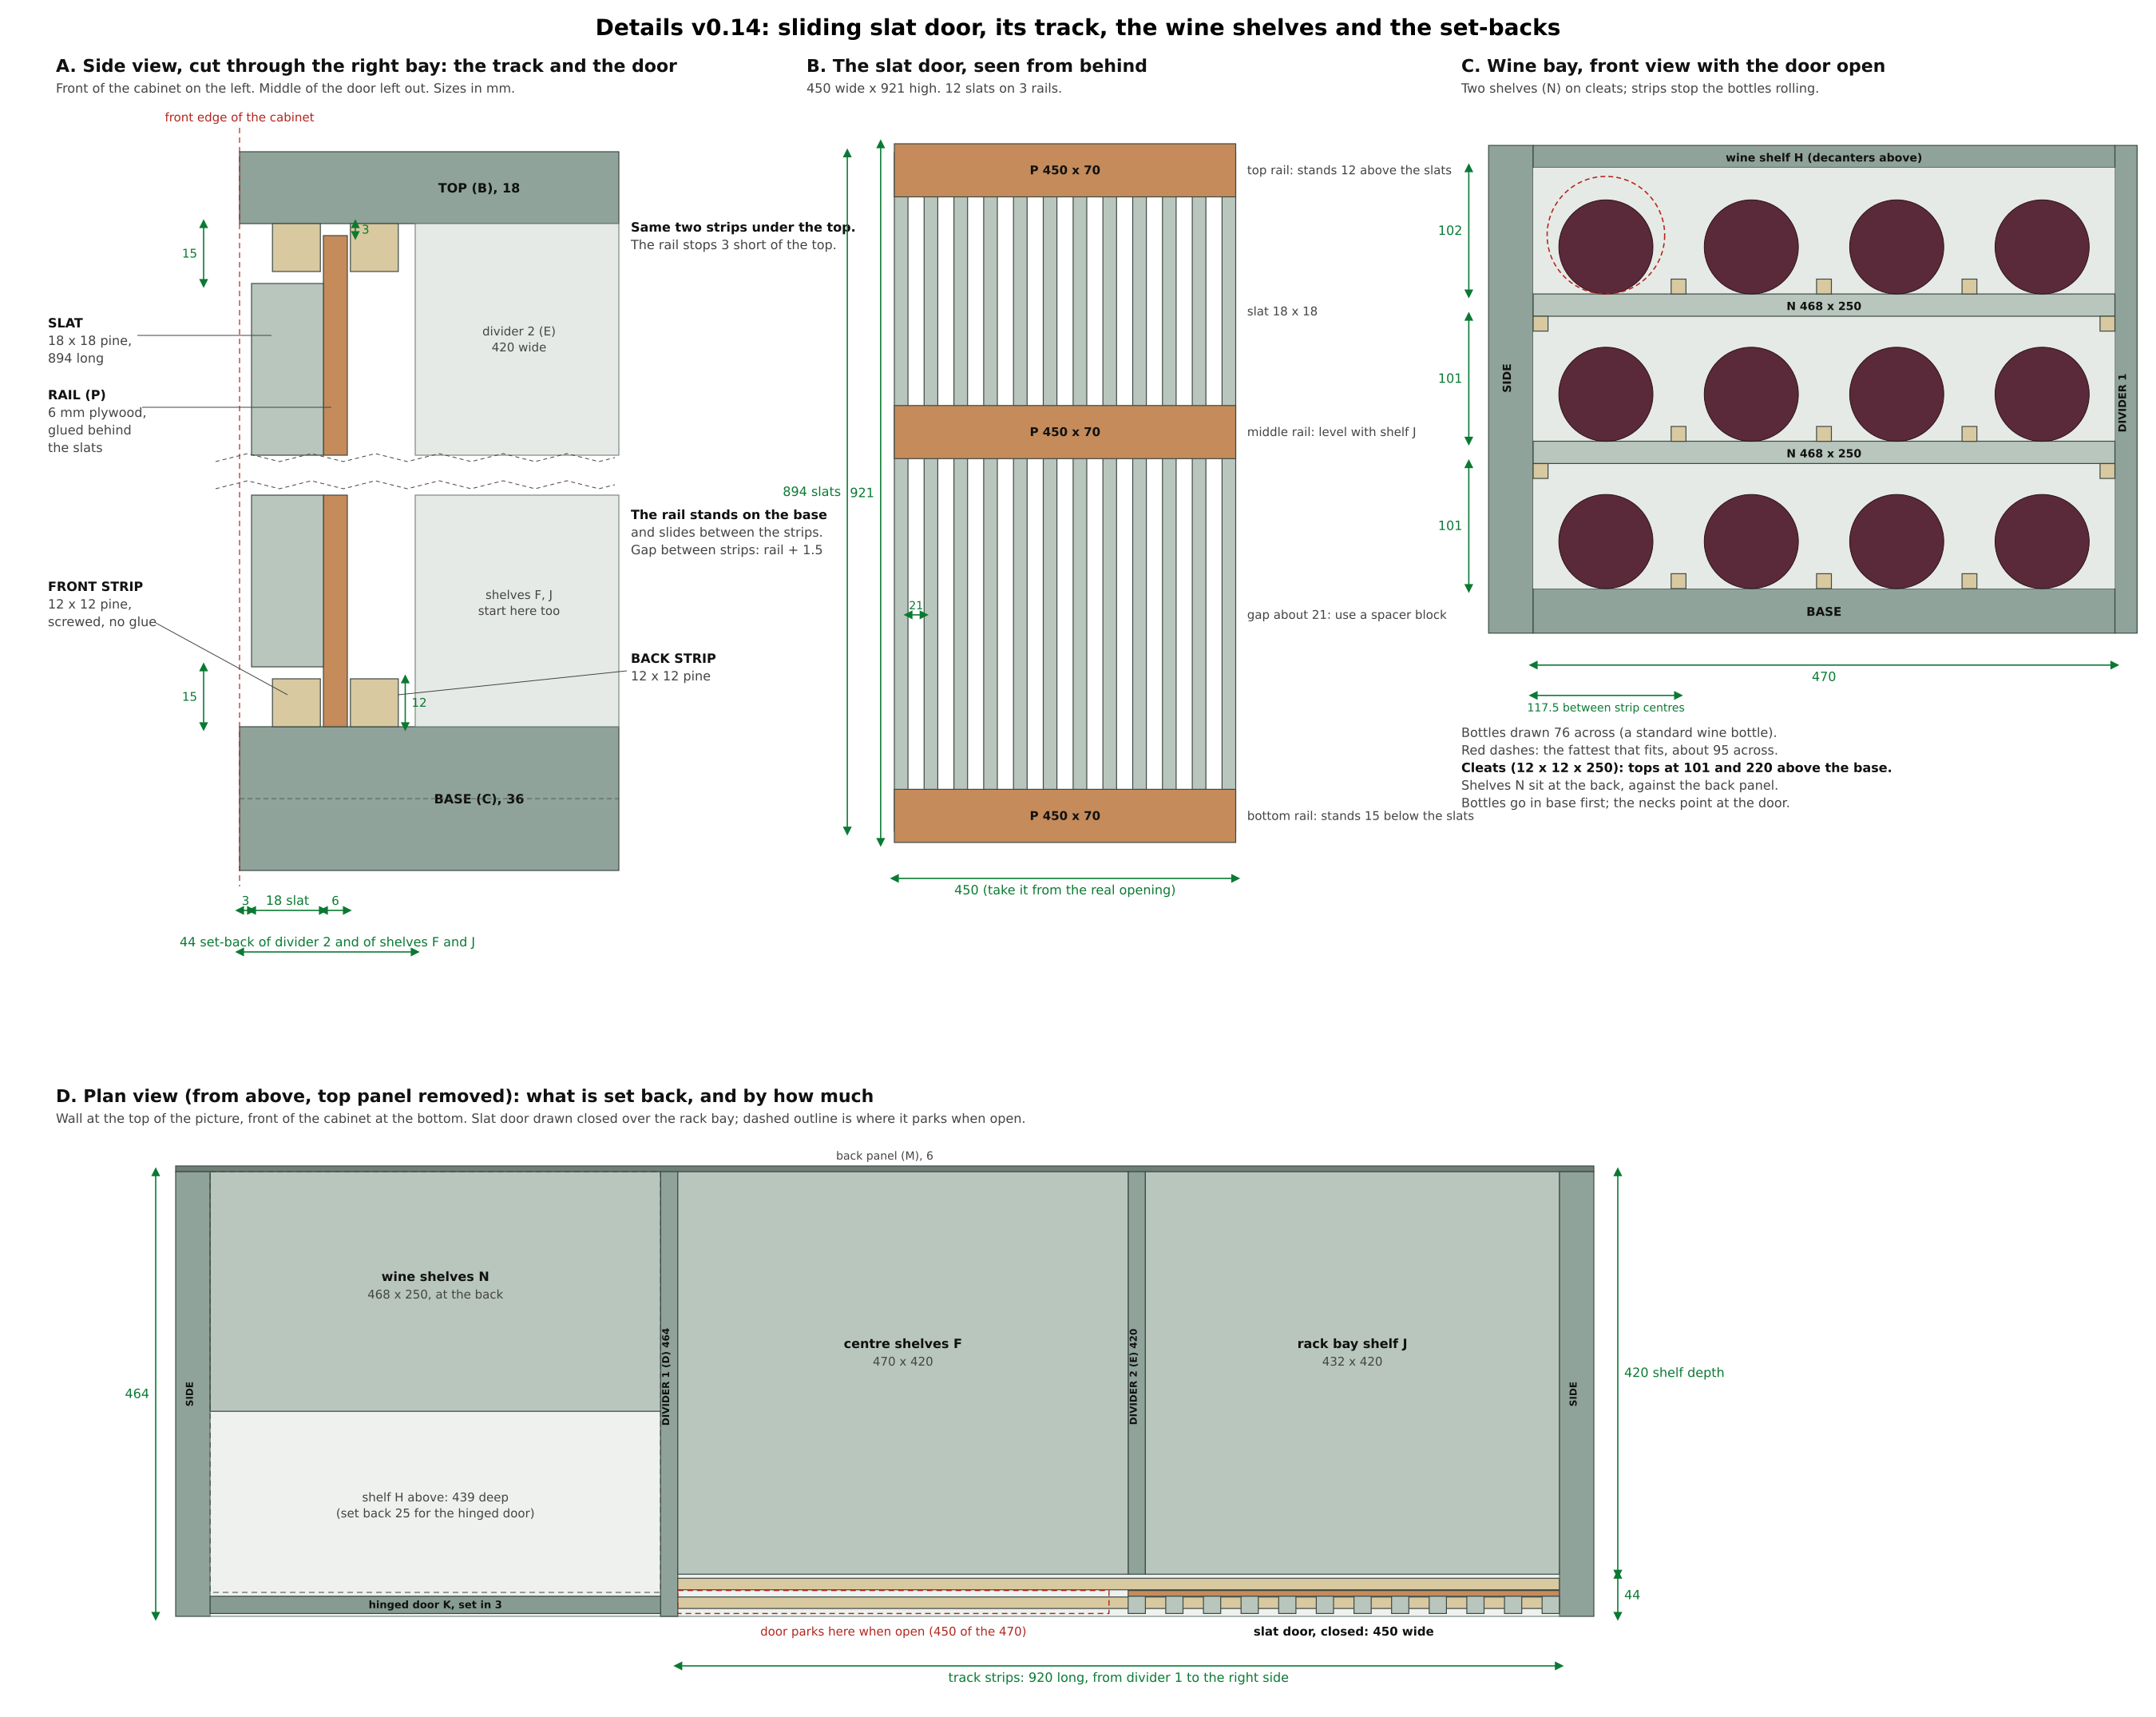 Details v0.14: sliding slat door, its track, the wine shelves and the set-backs
A. Side view, cut through the right bay: the track and the door
Front of the cabinet on the left. Middle of the door left out. Sizes in mm.
front edge of the cabinet
TOP (B), 18
3
15
Same two strips under the top.
The rail stops 3 short of the top.
SLAT
18 x 18 pine,
894 long
divider 2 (E)
420 wide
RAIL (P)
6 mm plywood,
glued behind
the slats
The rail stands on the base
and slides between the strips.
Gap between strips: rail + 1.5
FRONT STRIP
12 x 12 pine,
screwed, no glue
shelves F, J
start here too
BACK STRIP
12 x 12 pine
15
12
BASE (C), 36
3
18 slat
6
44 set-back of divider 2 and of shelves F and J
B. The slat door, seen from behind
450 wide x 921 high. 12 slats on 3 rails.
P 450 x 70
top rail: stands 12 above the slats
slat 18 x 18
P 450 x 70
middle rail: level with shelf J
894 slats
921
21
gap about 21: use a spacer block
P 450 x 70
bottom rail: stands 15 below the slats
450 (take it from the real opening)
C. Wine bay, front view with the door open
Two shelves (N) on cleats; strips stop the bottles rolling.
wine shelf H (decanters above)
102
N 468 x 250
101
SIDE
DIVIDER 1
N 468 x 250
101
BASE
470
117.5 between strip centres
Bottles drawn 76 across (a standard wine bottle).
Red dashes: the fattest that fits, about 95 across.
Cleats (12 x 12 x 250): tops at 101 and 220 above the base.
Shelves N sit at the back, against the back panel.
Bottles go in base first; the necks point at the door.
D. Plan view (from above, top panel removed): what is set back, and by how much
Wall at the top of the picture, front of the cabinet at the bottom. Slat door drawn closed over the rack bay; dashed outline is where it parks when open.
back panel (M), 6
464
SIDE
wine shelves N
468 x 250, at the back
shelf H above: 439 deep
(set back 25 for the hinged door)
hinged door K, set in 3
DIVIDER 1 (D) 464
centre shelves F
470 x 420
DIVIDER 2 (E) 420
rack bay shelf J
432 x 420
SIDE
420 shelf depth
44
door parks here when open (450 of the 470)
slat door, closed: 450 wide
track strips: 920 long, from divider 1 to the right side